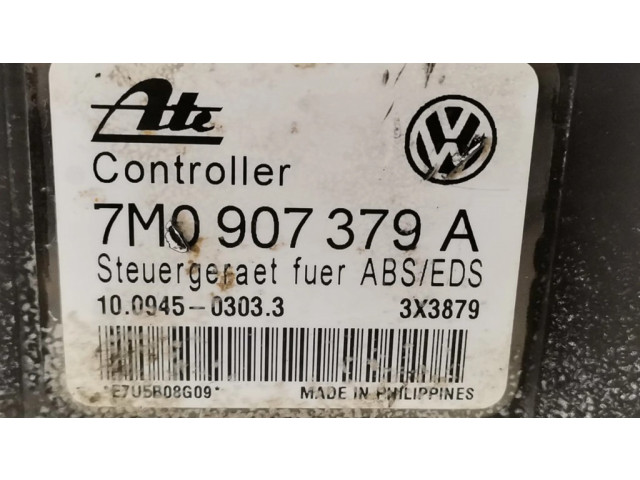 Ate
Controller
7M0 907 379 A
Steuergeraet fuer ABS/EDS
10.0945-0303.3 3X3879
*E7U5B08G09*
MADE IN PHILIPPINES